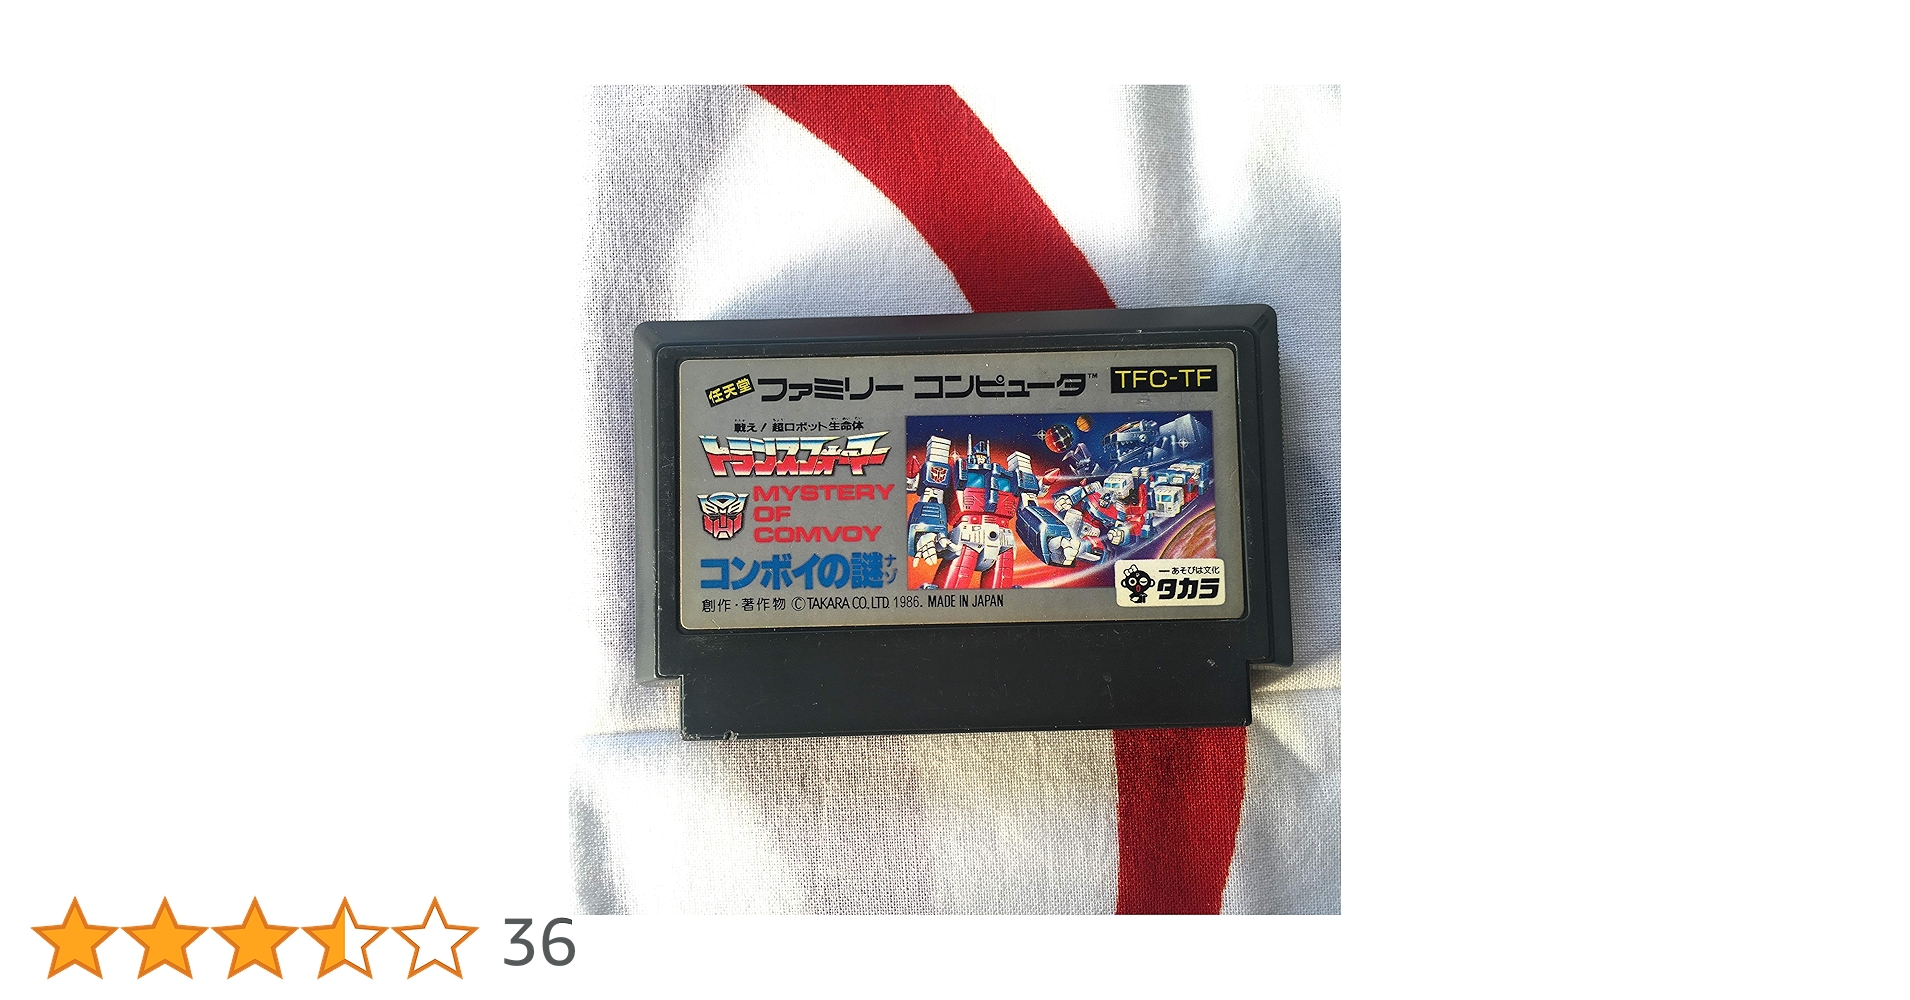 任天堂 ファミリー コンピュータ™ TFC-TF
戦え!超ロボット生命体
トランスフォーマー
MYSTERY
OF
COMVOY
コンボイの謎
ナゾ
あそびは文化
タカラ
創作・著作物 ©TAKARA CO.,LTD. 1986. MADE IN JAPAN
36